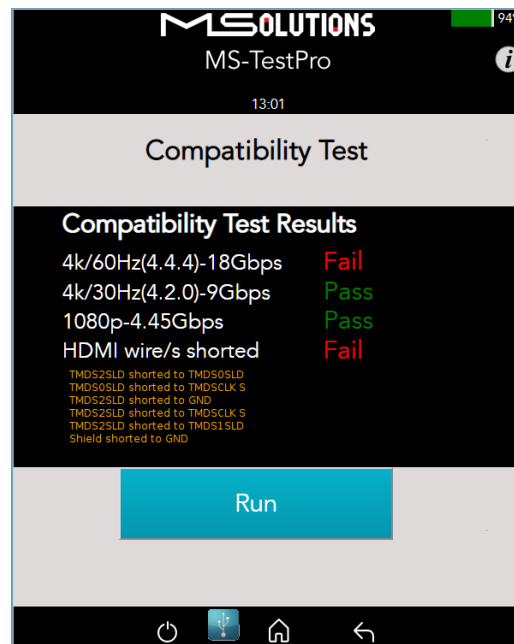 MSOLUTIONS
94%
MS-TestPro
i
13:01
Compatibility Test
Compatibility Test Results
4k/60Hz(4.4.4)-18Gbps Fail
4k/30Hz(4.2.0)-9Gbps Pass
1080p-4.45Gbps Pass
HDMI wire/s shorted Fail
TMDS2SLD shorted to TMDS0SLD
TMDS0SLD shorted to TMDSCLK S
TMDS2SLD shorted to GND
TMDS2SLD shorted to TMDSCLK S
TMDS2SLD shorted to TMDS1SLD
Shield shorted to GND
Run